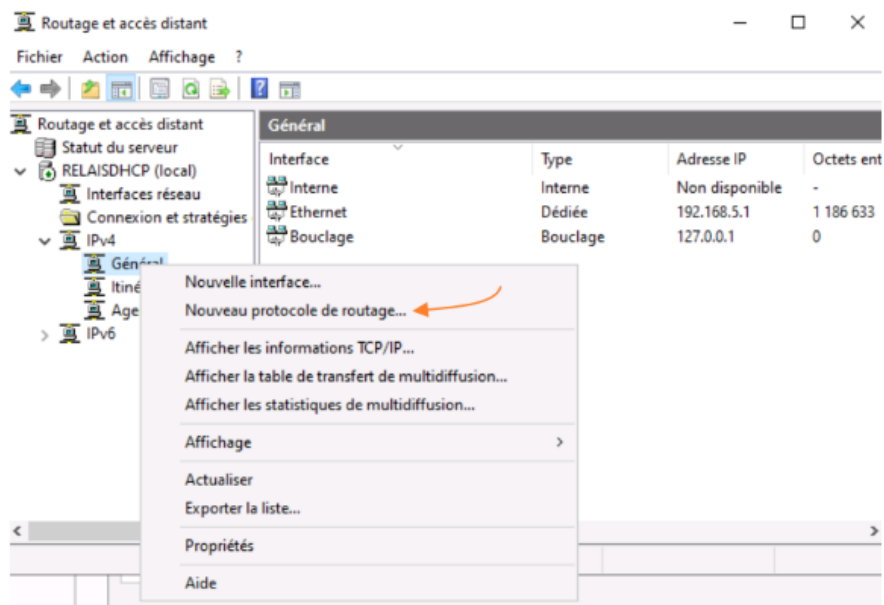 Routage et accès distant
Fichier Action Affichage ?
Routage et accès distant
Statut du serveur
RELAISDHCP (local)
Interfaces réseau
Connexion et stratégies
IPv4
Général
Itiné
Age
IPv6
Général
Interface Type Adresse IP Octets ent
Interne Interne Non disponible -
Ethernet Dédiée 192.168.5.1 1 186 633
Bouclage Bouclage 127.0.0.1 0
Nouvelle interface...
Nouveau protocole de routage...
Afficher les informations TCP/IP...
Afficher la table de transfert de multidiffusion...
Afficher les statistiques de multidiffusion...
Affichage
Actualiser
Exporter la liste...
Propriétés
Aide